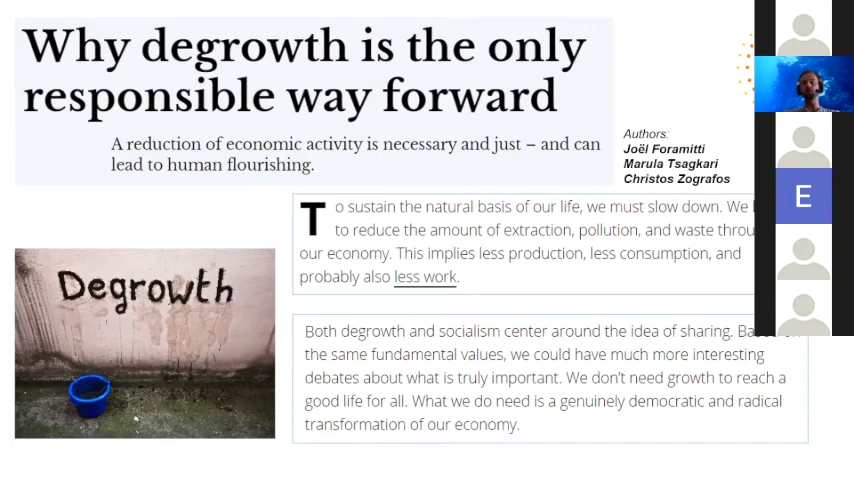 Why degrowth is the only
responsible way forward
A reduction of economic activity is necessary and just – and can
lead to human flourishing.
Authors:
Joël Foramitti
Marula Tsagkari
Christos Zografos
To sustain the natural basis of our life, we must slow down. We
to reduce the amount of extraction, pollution, and waste
our economy. This implies less production, less consumption, and
probably also less work.
Degrowth
E
Both degrowth and socialism center around the idea of sharing.
the same fundamental values, we could have much more interesting
debates about what is truly important. We don’t need growth to reach a
good life for all. What we do need is a genuinely democratic and radical
transformation of our economy.